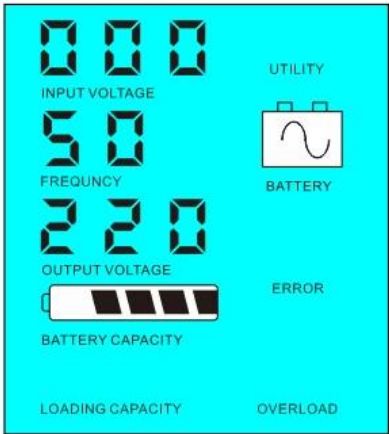 000
UTILITY
INPUT VOLTAGE
50
FREQUNCY
BATTERY
220
OUTPUT VOLTAGE
ERROR
BATTERY CAPACITY
LOADING CAPACITY
OVERLOAD